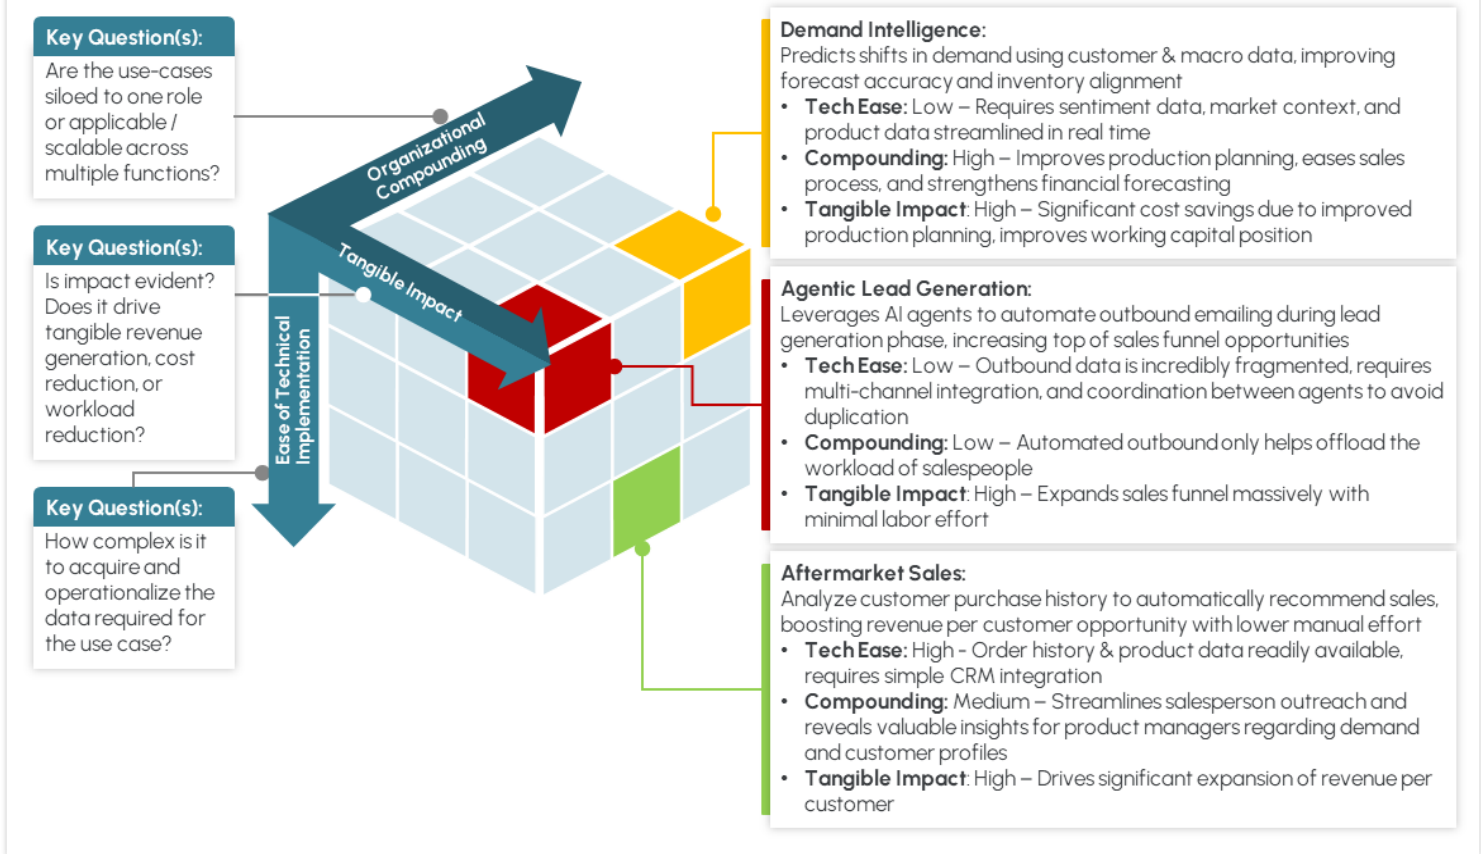 Key Question(s):
Are the use-cases
siloed to one role
or applicable /
scalable across
multiple functions?
Key Question(s):
Is impact evident?
Does it drive
tangible revenue
generation, cost
reduction, or
workload
reduction?
Key Question(s):
How complex is it
to acquire and
operationalize the
data required for
the use case?
Organizational
Compounding
Tangible Impact
Ease of Technical
Implementation
Demand Intelligence:
Predicts shifts in demand using customer & macro data, improving
forecast accuracy and inventory alignment
• Tech Ease: Low – Requires sentiment data, market context, and
product data streamlined in real time
• Compounding: High – Improves production planning, eases sales
process, and strengthens financial forecasting
• Tangible Impact: High – Significant cost savings due to improved
production planning, improves working capital position
Agentic Lead Generation:
Leverages AI agents to automate outbound emailing during lead
generation phase, increasing top of sales funnel opportunities
• Tech Ease: Low – Outbound data is incredibly fragmented, requires
multi-channel integration, and coordination between agents to avoid
duplication
• Compounding: Low – Automated outbound only helps offload the
workload of salespeople
• Tangible Impact: High – Expands sales funnel massively with
minimal labor effort
Aftermarket Sales:
Analyze customer purchase history to automatically recommend sales,
boosting revenue per customer opportunity with lower manual effort
• Tech Ease: High - Order history & product data readily available,
requires simple CRM integration
• Compounding: Medium – Streamlines salesperson outreach and
reveals valuable insights for product managers regarding demand
and customer profiles
• Tangible Impact: High – Drives significant expansion of revenue per
customer